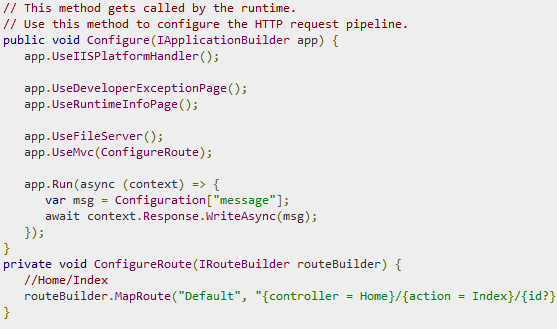 // This method gets called by the runtime.
// Use this method to configure the HTTP request pipeline.
public void Configure(IApplicationBuilder app) {
   app.UseIISPlatformHandler();

   app.UseDeveloperExceptionPage();
   app.UseRuntimeInfoPage();

   app.UseFileServer();
   app.UseMvc(ConfigureRoute);

   app.Run(async (context) => {
      var msg = Configuration["message"];
      await context.Response.WriteAsync(msg);
   });
}
private void ConfigureRoute(IRouteBuilder routeBuilder) {
   //Home/Index
   routeBuilder.MapRoute("Default", "{controller = Home}/{action = Index}/{id?}
}